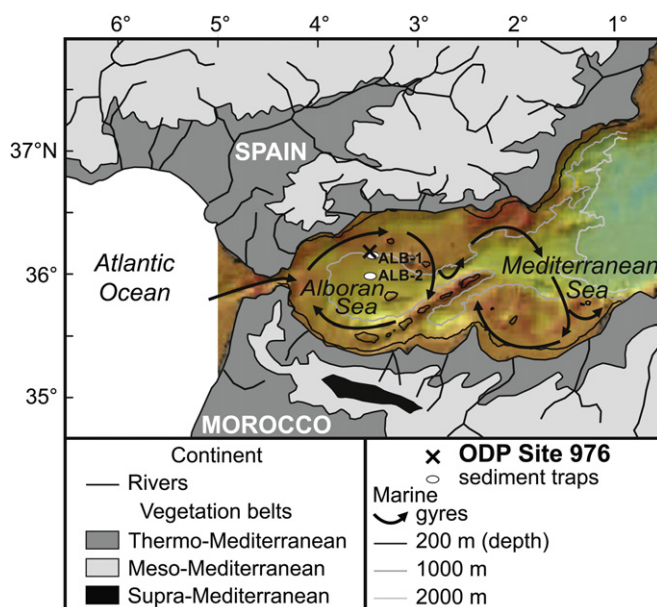 6° 5° 4° 3° 2° 1°
37°N
SPAIN
ALB-1
36°
ALB-2
Atlantic
Ocean
Alboran
Sea
Mediterranean
Sea
35°
MOROCCO
Continent
Rivers
Vegetation belts
Thermo-Mediterranean
Meso-Mediterranean
Supra-Mediterranean
ODP Site 976
sediment traps
Marine
gyres
200 m (depth)
1000 m
2000 m